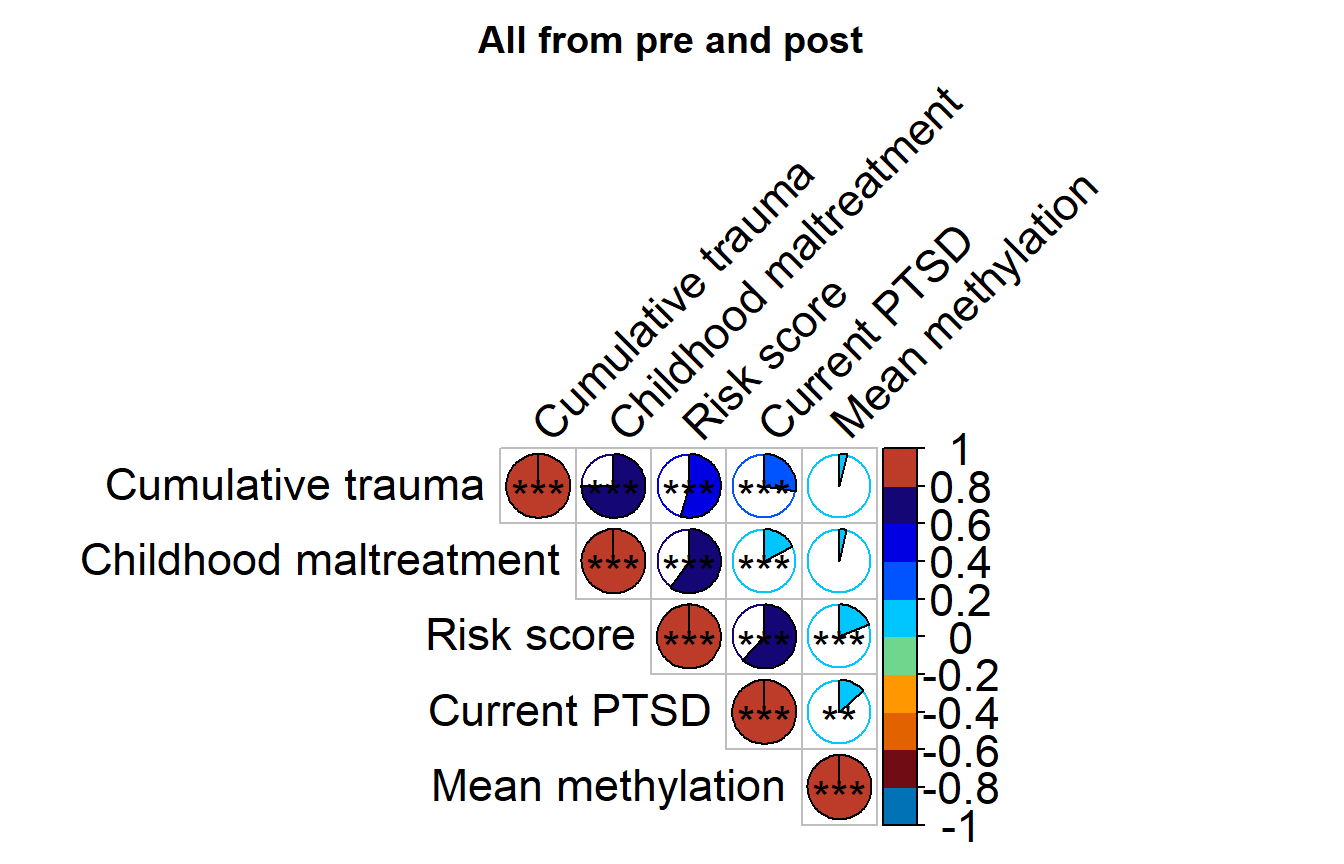 All from pre and post
Cumulative trauma
Childhood maltreatment
Risk score
Current PTSD
Mean methylation
Cumulative trauma *** *** *** ***
Childhood maltreatment *** *** ***
Risk score *** *** ***
Current PTSD *** **
Mean methylation ***
1
0.8
0.6
0.4
0.2
0
-0.2
-0.4
-0.6
-0.8
-1